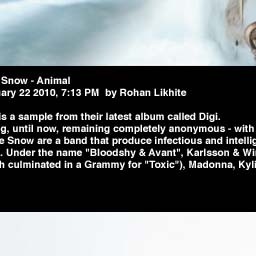 Snow - Animal
ary 22 2010, 7:13 PM by Rohan Likhite
is a sample from their latest album called Digi.
g, until now, remaining completely anonymous - with
e Snow are a band that produce infectious and intellig
. Under the name "Bloodshy & Avant", Karlsson & Wi
h culminated in a Grammy for "Toxic"), Madonna, Kyli